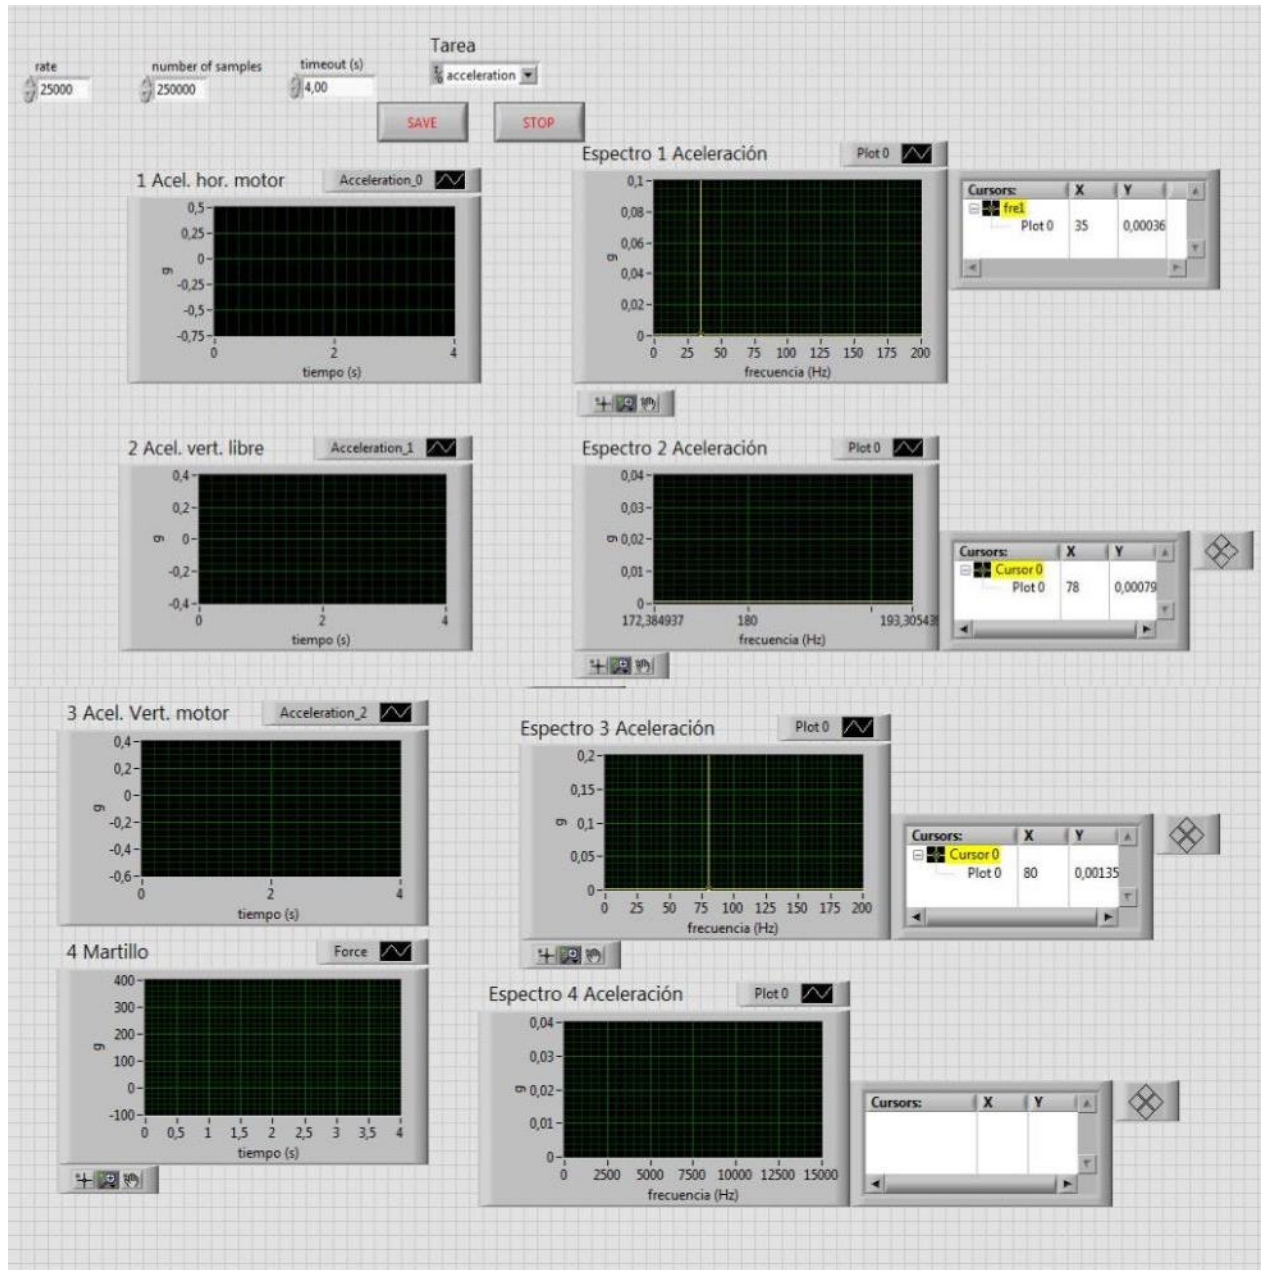 Tarea
rate
number of samples
timeout (s)
25000
250000
4,00
acceleration
SAVE
STOP
1 Acel. hor. motor
Acceleration_0
0,5
0,25
0
-0,25
-0,5
-0,75
g
0 2 4
tiempo (s)
Espectro 1 Aceleración
Plot 0
0,1
0,08
0,06
0,04
0,02
0
g
0 25 50 75 100 125 150 175 200
frecuencia (Hz)
Cursors: X Y
fre1
Plot 0 35 0,00036
2 Acel. vert. libre
Acceleration_1
0,4
0,2
0
-0,2
-0,4
g
0 2 4
tiempo (s)
Espectro 2 Aceleración
Plot 0
0,04
0,03
0,02
0,01
0
g
172,384937 180 193,305435
frecuencia (Hz)
Cursors: X Y
Cursor 0
Plot 0 78 0,00079
3 Acel. Vert. motor
Acceleration_2
0,4
0,2
0
-0,2
-0,4
-0,6
g
0 2 4
tiempo (s)
Espectro 3 Aceleración
Plot 0
0,2
0,15
0,1
0,05
0
g
0 25 50 75 100 125 150 175 200
frecuencia (Hz)
Cursors: X Y
Cursor 0
Plot 0 80 0,00135
4 Martillo
Force
400
300
200
100
0
-100
g
0 0,5 1 1,5 2 2,5 3 3,5 4
tiempo (s)
Espectro 4 Aceleración
Plot 0
0,04
0,03
0,02
0,01
0
g
0 2500 5000 7500 10000 12500 15000
frecuencia (Hz)
Cursors: X Y